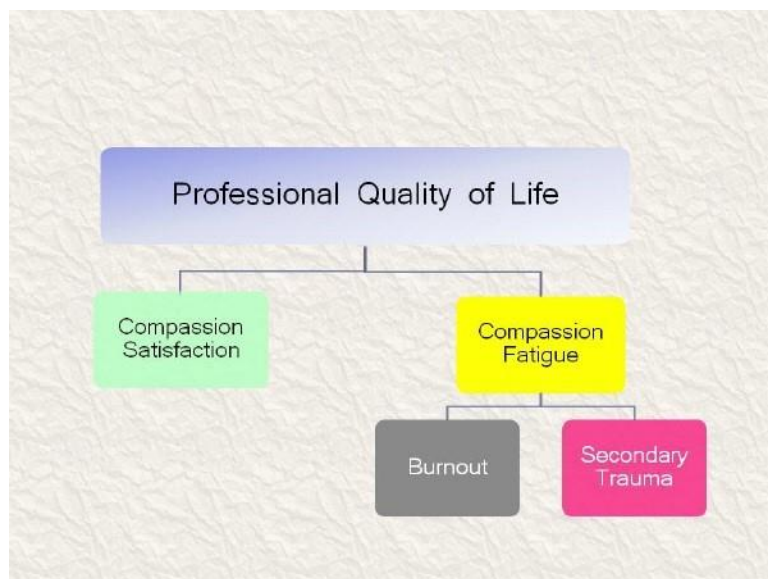 Professional Quality of Life
Compassion
Satisfaction
Compassion
Fatigue
Burnout
Secondary
Trauma